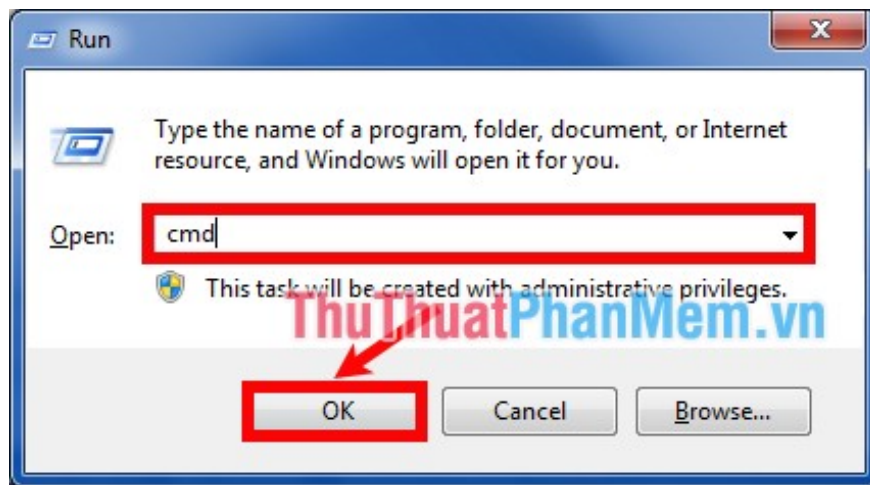 Run
Type the name of a program, folder, document, or Internet
resource, and Windows will open it for you.
Open: cmd
This task will be created with administrative privileges.
ThuThuatPhanMem.vn
OK Cancel Browse...